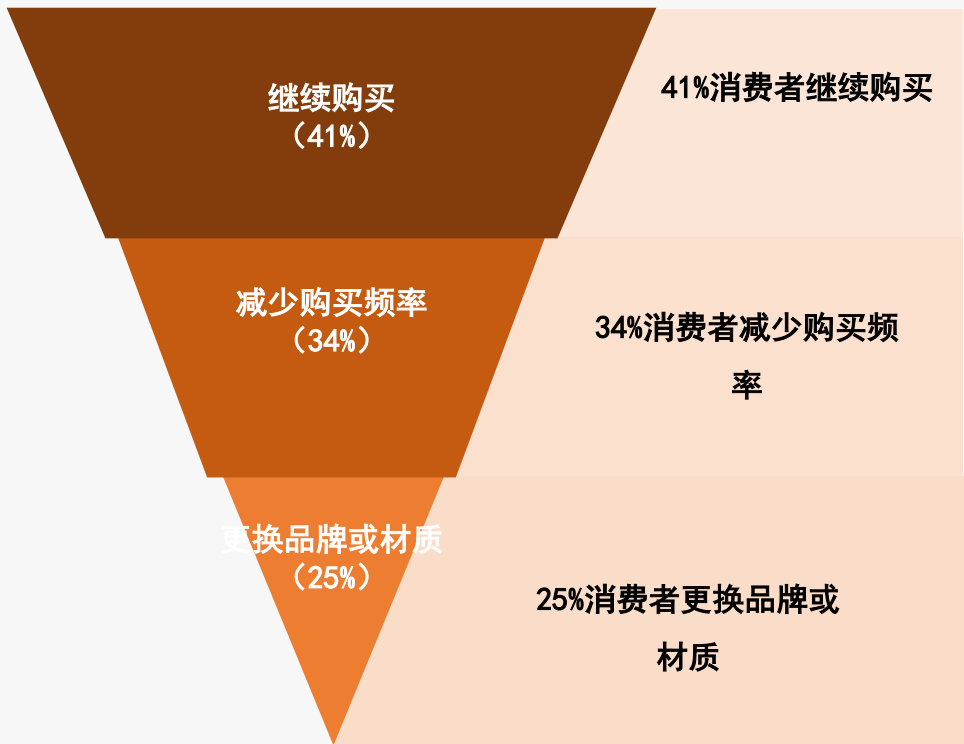 继续购买
（41%）
41%消费者继续购买
减少购买频率
（34%）
34%消费者减少购买频
率
更换品牌或材质
（25%）
25%消费者更换品牌或
材质